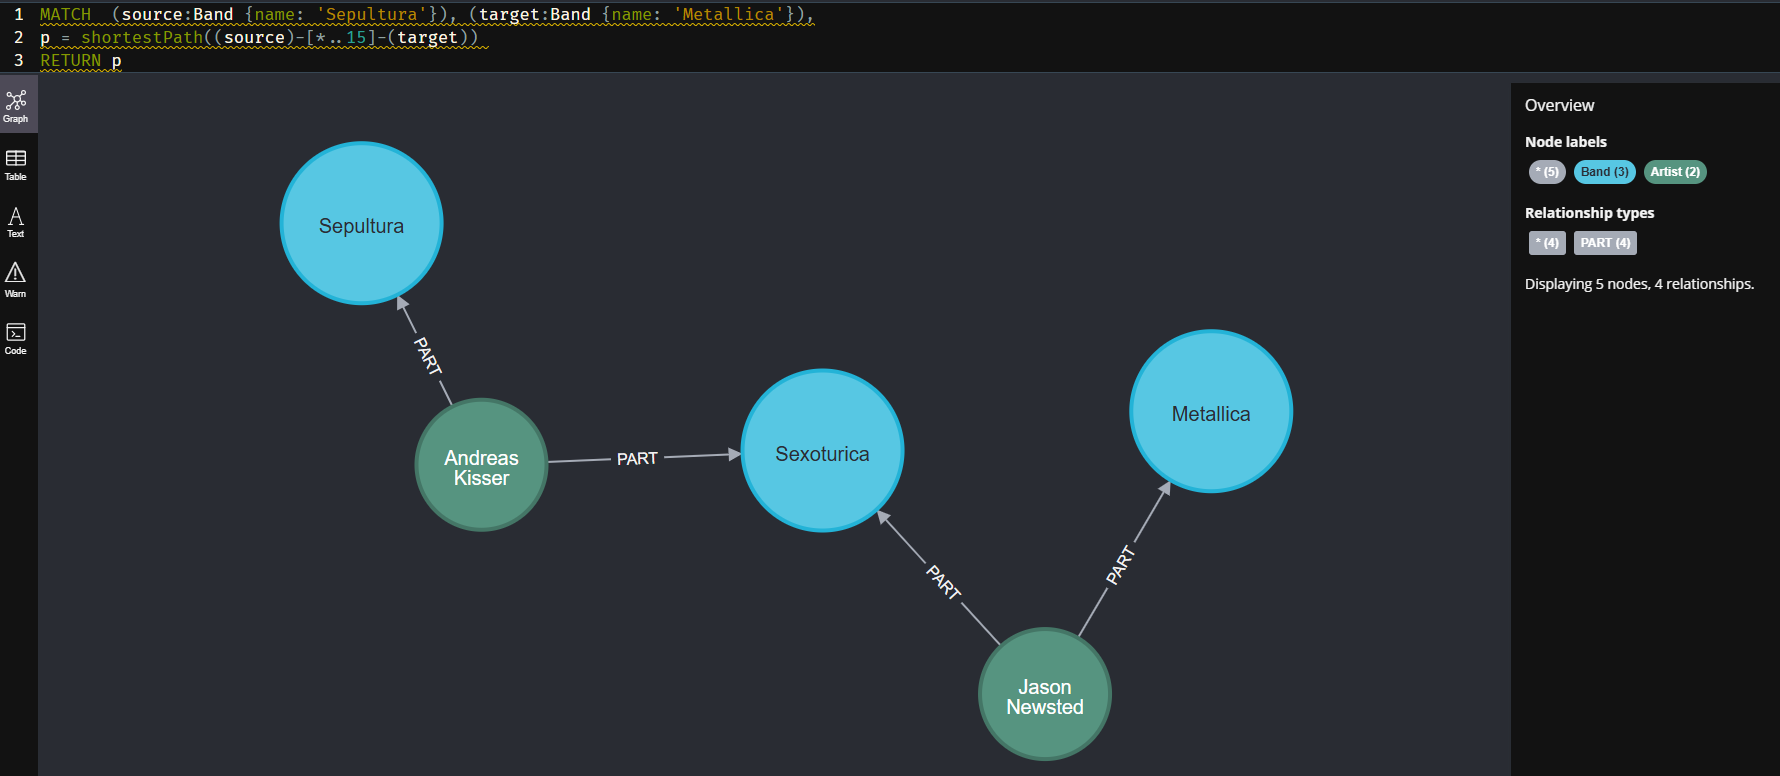 1 MATCH  (source:Band {name: 'Sepultura'}), (target:Band {name: 'Metallica'}),
2 p = shortestPath((source)-[*..15]-(target))
3 RETURN p
Graph
Table
Text
Warn
Code
Sepultura
PART
Andreas
Kisser
PART
Sexoturica
Metallica
PART
PART
Jason
Newsted
Overview
Node labels
* (5) Band (3) Artist (2)
Relationship types
* (4) PART (4)
Displaying 5 nodes, 4 relationships.